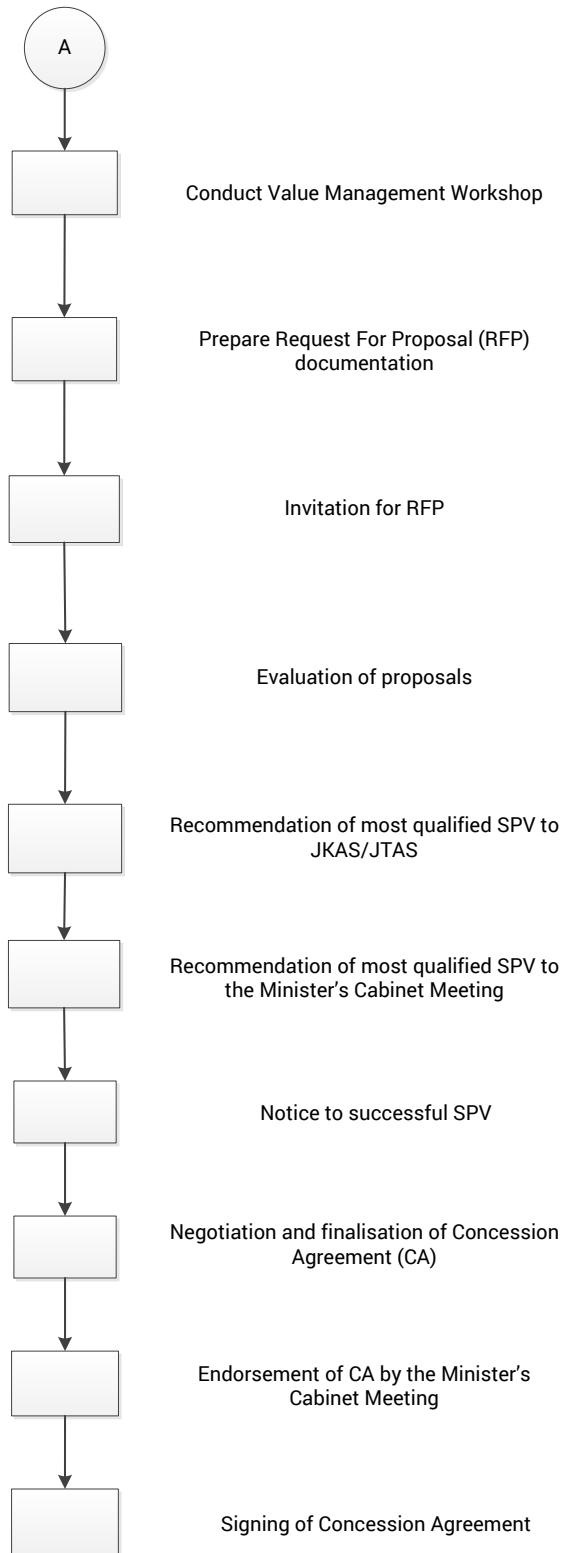 A
Conduct Value Management Workshop
Prepare Request For Proposal (RFP)
documentation
Invitation for RFP
Evaluation of proposals
Recommendation of most qualified SPV to
JKAS/JTAS
Recommendation of most qualified SPV to
the Minister’s Cabinet Meeting
Notice to successful SPV
Negotiation and finalisation of Concession
Agreement (CA)
Endorsement of CA by the Minister’s
Cabinet Meeting
Signing of Concession Agreement